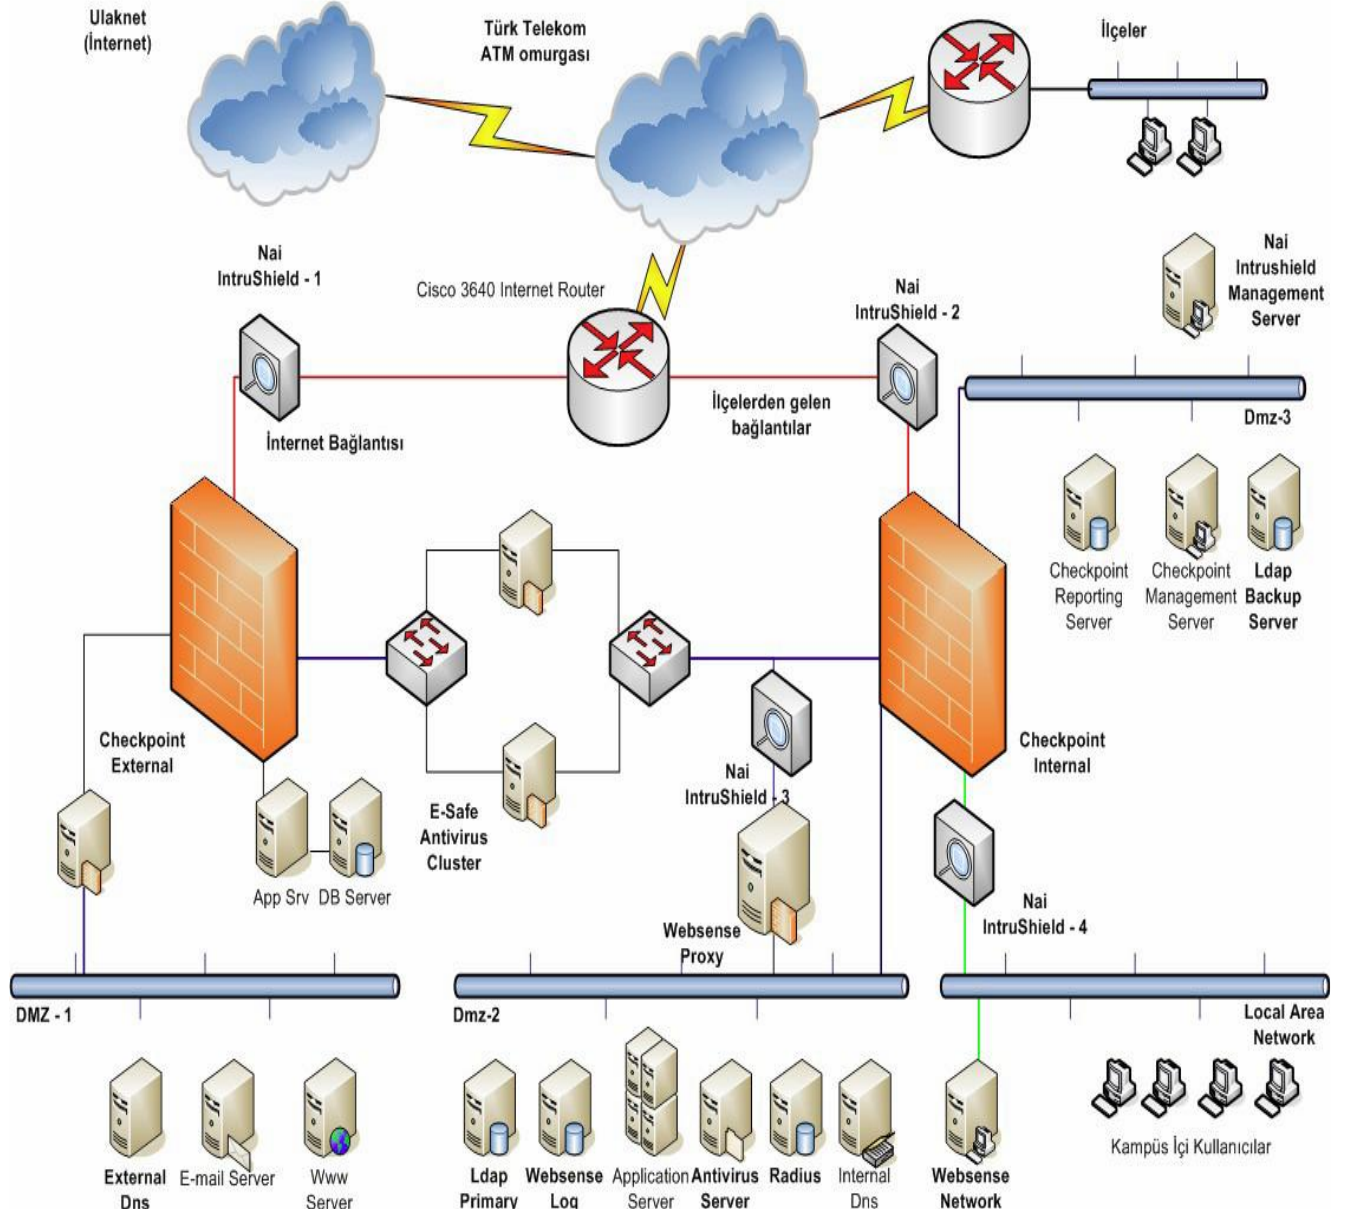 Ulaknet
(İnternet)
Türk Telekom
ATM omurgası
İlçeler
Nai
IntruShield - 1
Cisco 3640 Internet Router
Nai
IntruShield - 2
Nai
Intrushield
Management
Server
İnternet Bağlantısı
İlçelerden gelen
bağlantılar
Dmz-3
Checkpoint
Reporting
Server
Checkpoint
Management
Server
Ldap
Backup
Server
Checkpoint
External
Checkpoint
Internal
Nai
IntruShield - 3
E-Safe
Antivirus
Cluster
App Srv
DB Server
Websense
Proxy
Nai
IntruShield - 4
DMZ - 1
Dmz-2
Local Area
Network
External
Dns
E-mail Server
Www
Server
Ldap
Primary
Websense
Log
Application
Server
Antivirus
Server
Radius
Internal
Dns
Websense
Network
Kampüs İçi Kullanıcılar